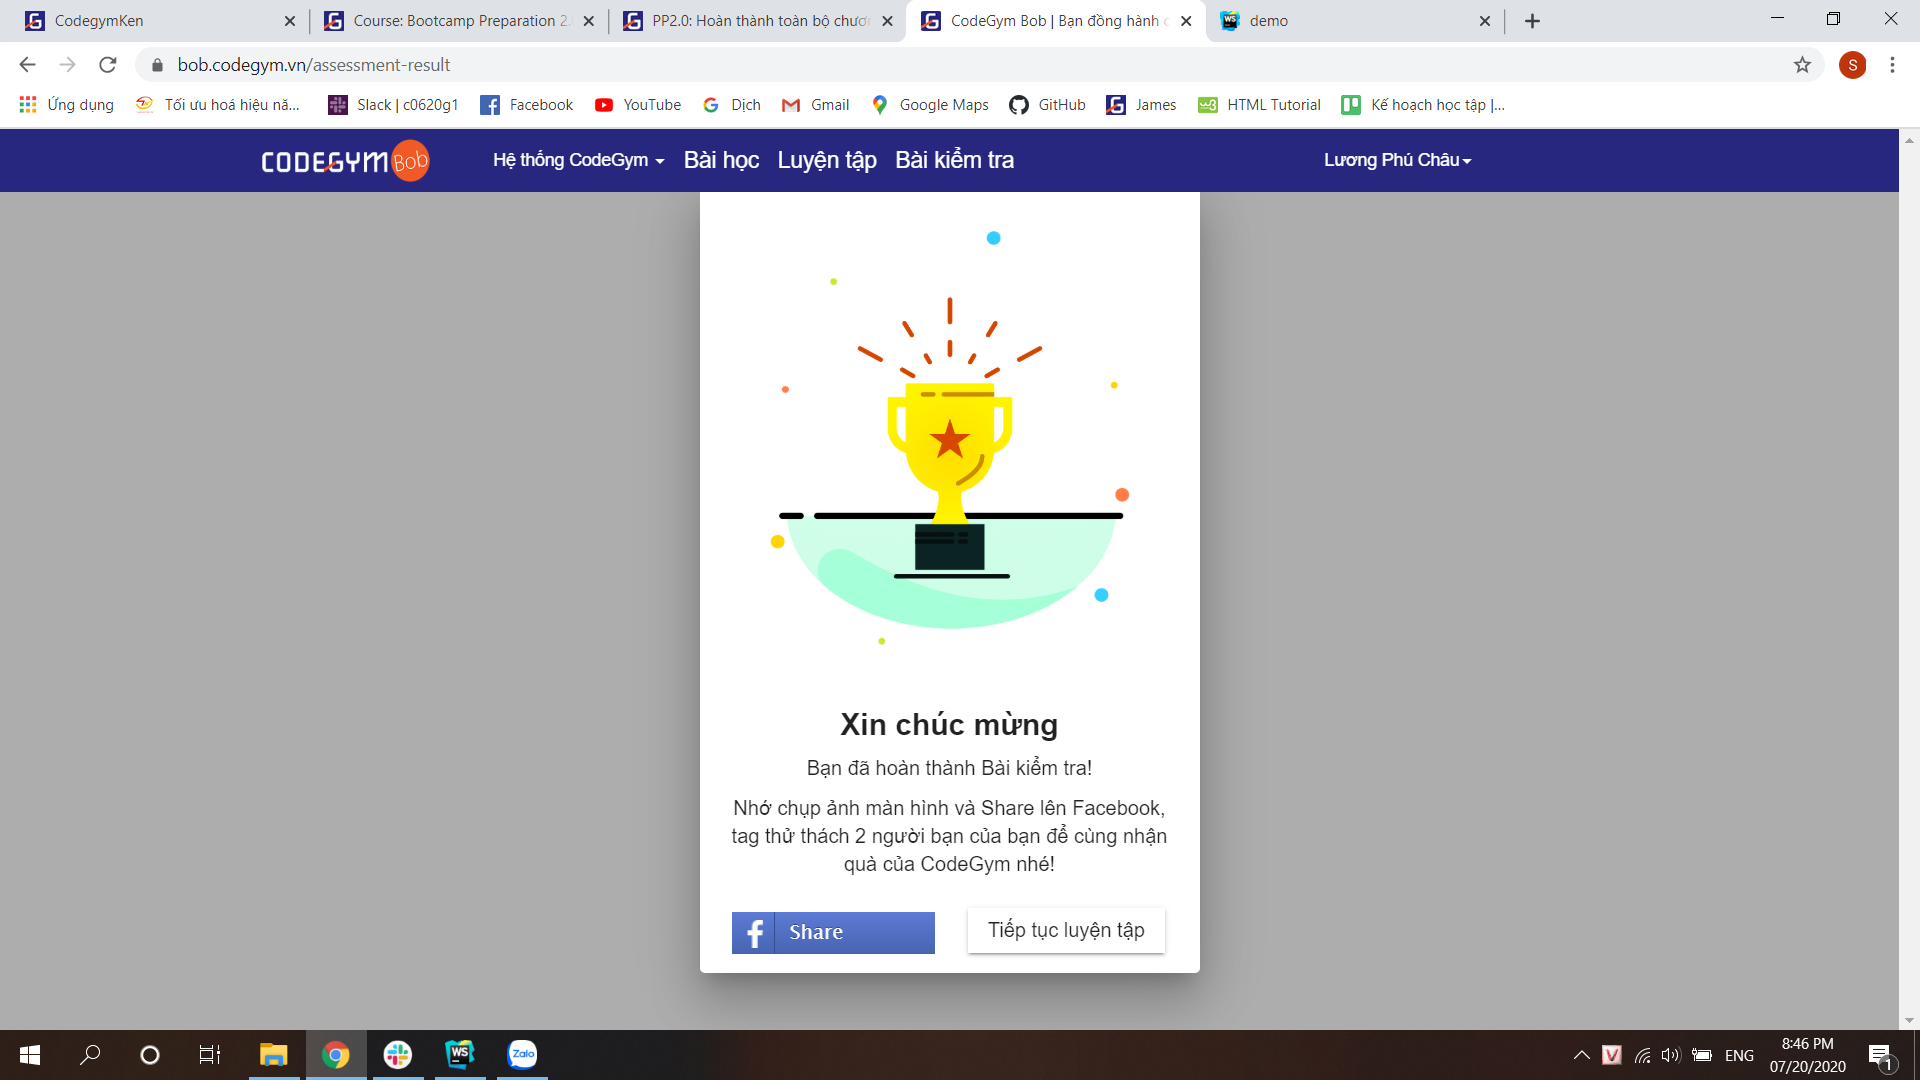 CodegymKen
Course: Bootcamp Preparation 2.
PP2.0: Hoàn thành toàn bộ chươn
CodeGym Bob | Bạn đồng hành c
demo
bob.codegym.vn/assessment-result
S
Ứng dụng
Tối ưu hoá hiệu nă...
Slack | c0620g1
Facebook
YouTube
Dịch
Gmail
Google Maps
GitHub
James
HTML Tutorial
Kế hoạch học tập |...
CODEGYM Bob
Hệ thống CodeGym
Bài học
Luyện tập
Bài kiểm tra
Lương Phú Châu
Xin chúc mừng
Bạn đã hoàn thành Bài kiểm tra!
Nhớ chụp ảnh màn hình và Share lên Facebook,
tag thử thách 2 người bạn của bạn để cùng nhận
quà của CodeGym nhé!
Share
Tiếp tục luyện tập
WS
Zalo
V
ENG
8:46 PM
07/20/2020
1